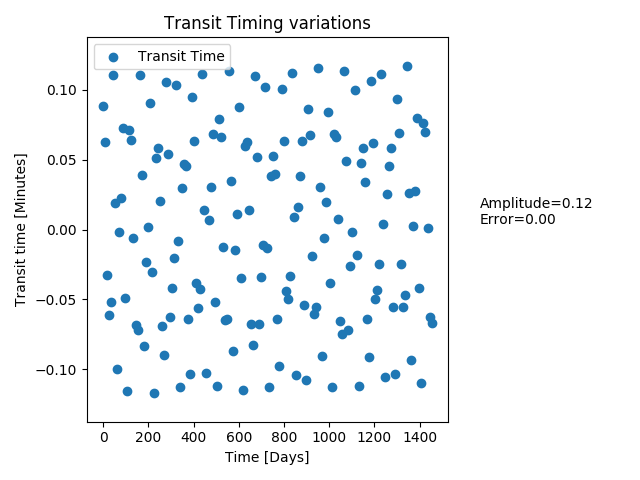 Transit Timing variations
Transit Time
Transit time [Minutes]
0.10
0.05
0.00
−0.05
−0.10
0 200 400 600 800 1000 1200 1400
Time [Days]
Amplitude=0.12
Error=0.00